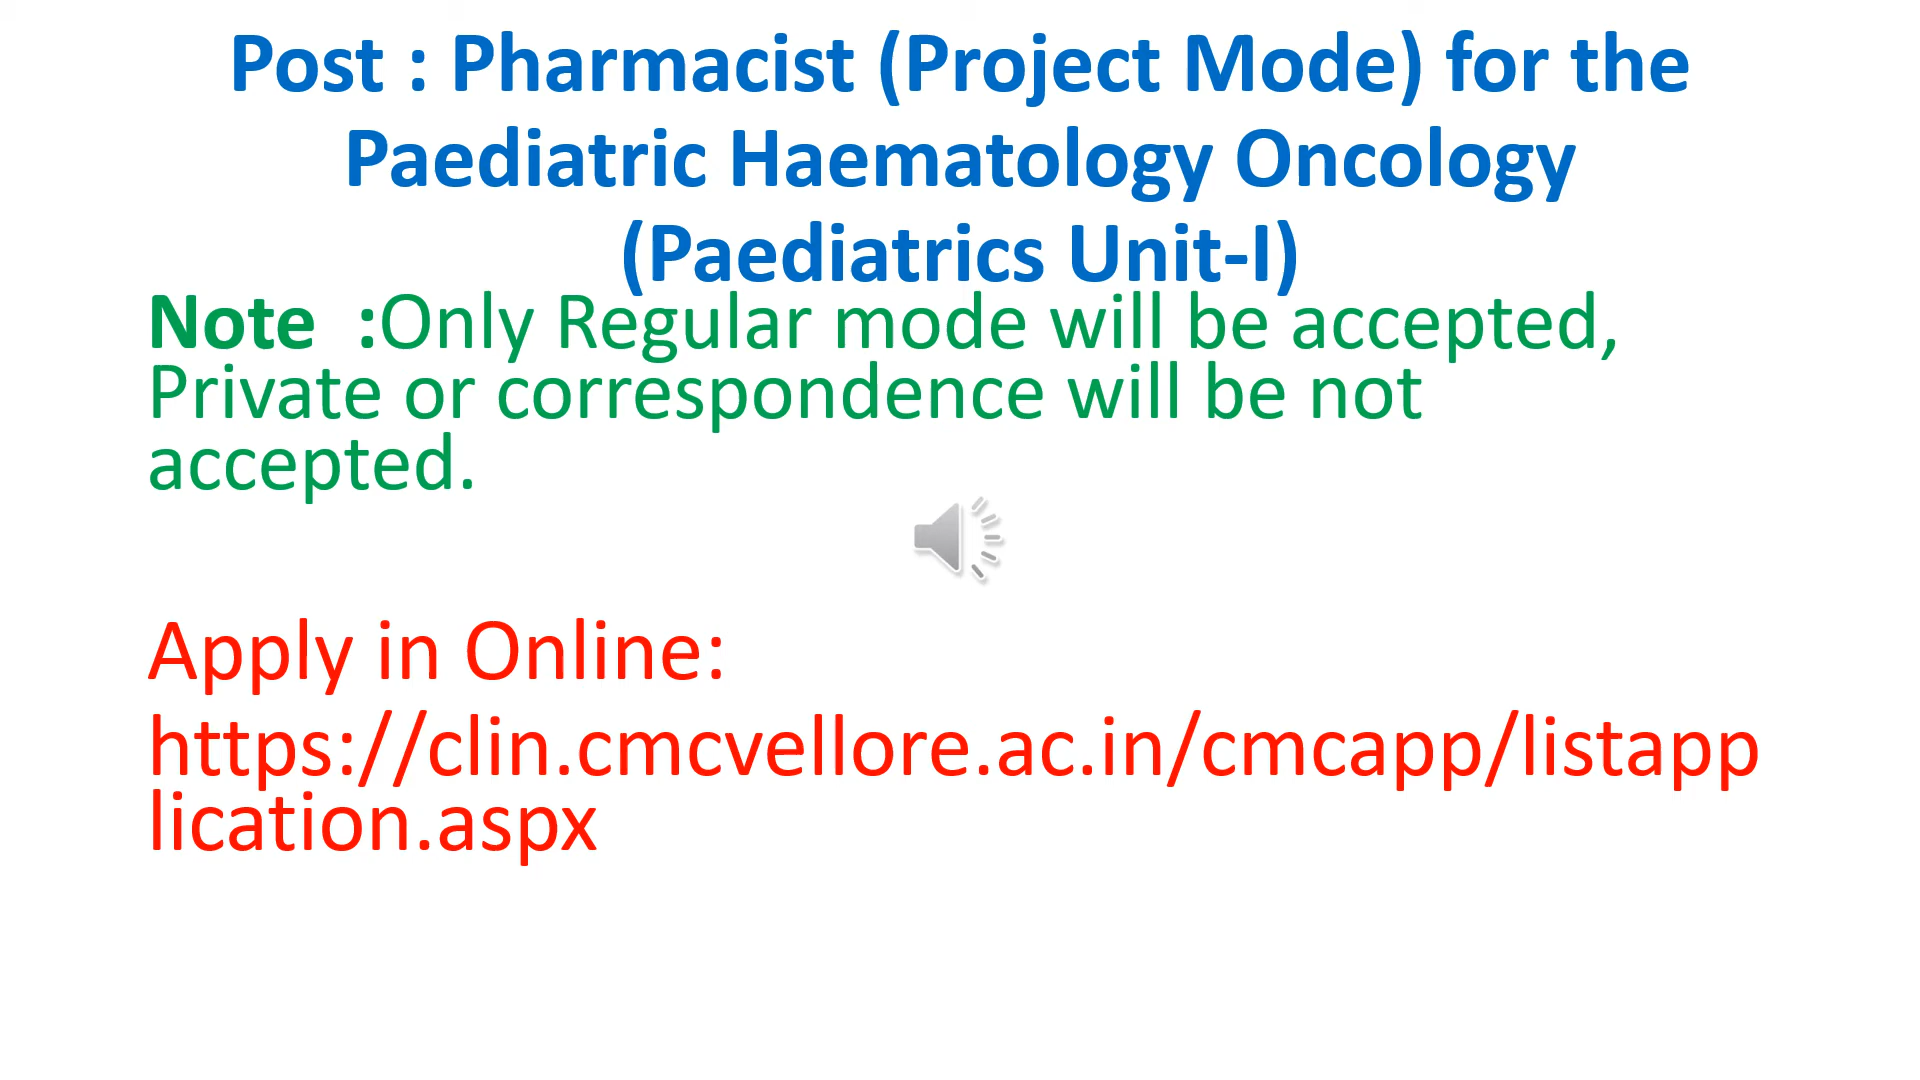 Post : Pharmacist (Project Mode) for the
Paediatric Haematology Oncology
(Paediatrics Unit-I)
Note  :Only Regular mode will be accepted,
Private or correspondence will be not
accepted.
Apply in Online:
https://clin.cmcvellore.ac.in/cmcapp/listapp
lication.aspx